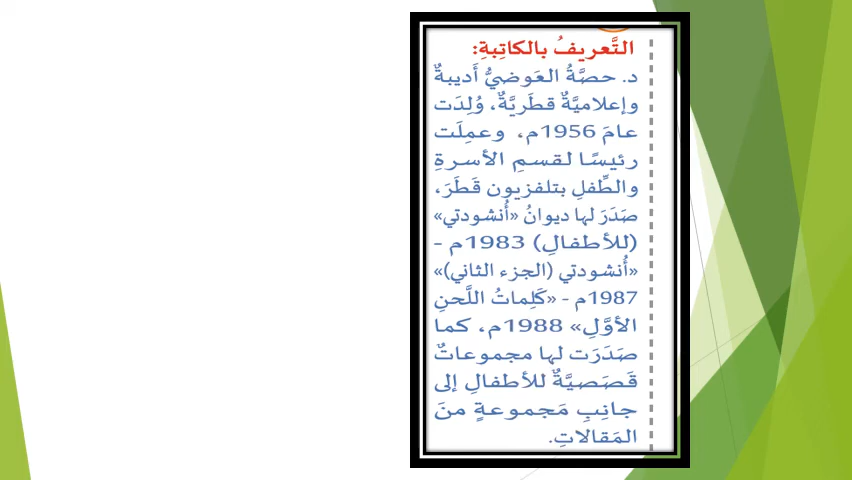 التَّعريفُ بالكاتِبةِ:
د. حصَّةُ العَوضيُّ أَديبةٌ
وإعلاميَّةٌ قطَريَّةٌ، وُلِدَت
عامَ 1956م، وعمِلَت
رئيسًا لقسمِ الأسرةِ
والطِّفلِ بتلفزيون قَطَرَ،
صَدَرَ لها ديوانُ «أُنشودتي»
(للأطفالِ) 1983م -
«أُنشودتي (الجزء الثاني)»
1987م - «كَلِماتُ اللَّحنِ
الأوَّلِ» 1988م، كما
صَدَرَت لها مجموعاتٌ
قَصَصيَّةٌ للأطفالِ إلى
جانِبِ مَجموعةٍ منَ
المَقالاتِ.